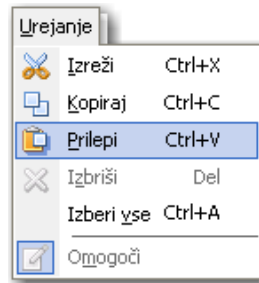 Urejanje
Izreži Ctrl+X
Kopiraj Ctrl+C
Prilepi Ctrl+V
Izbriši Del
Izberi vse Ctrl+A
Omogoči